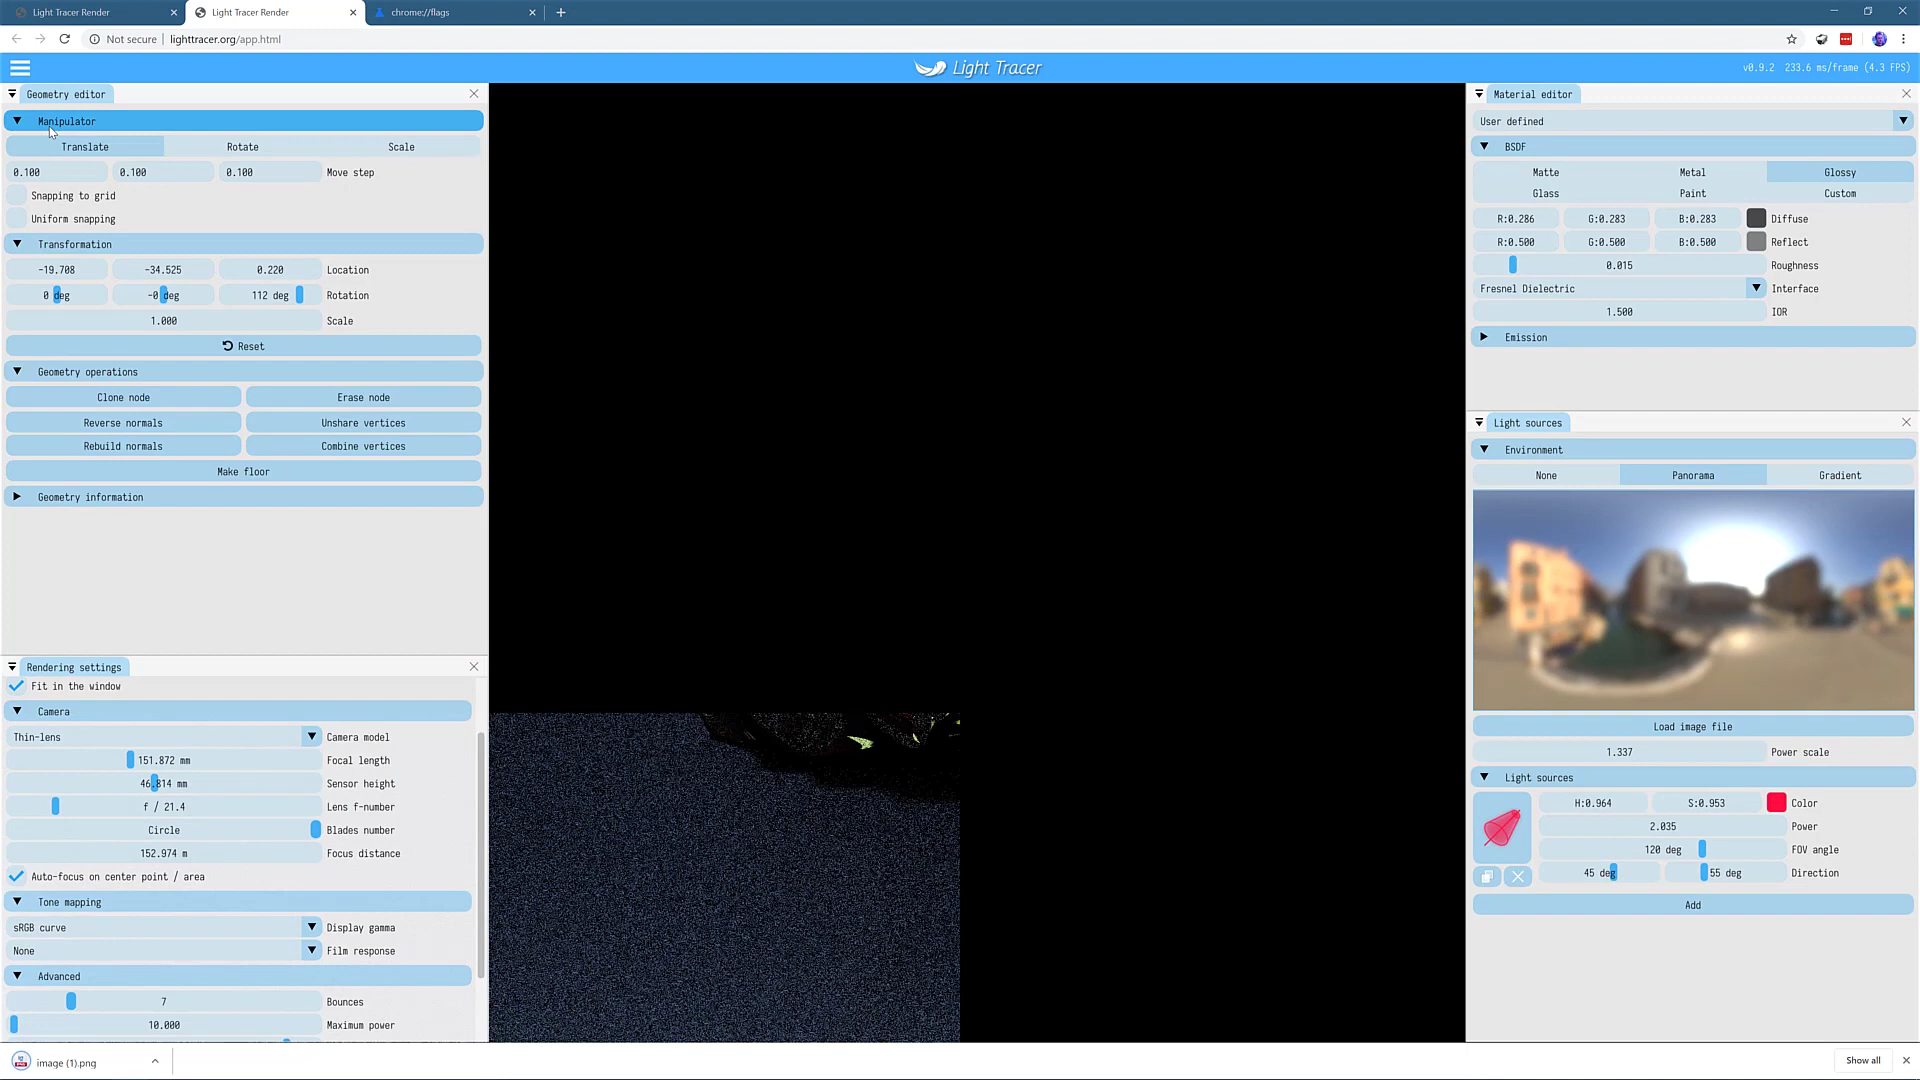 Light Tracer Render
Light Tracer Render
chrome://flags
Not secure
lighttracer.org/app.html
Light Tracer
v0.9.2 233.6 ms/frame (4.3 FPS)
Geometry editor
Manipulator
Translate Rotate Scale
0.100 0.100 0.100 Move step
Snapping to grid
Uniform snapping
Transformation
-19.708 -34.525 0.220 Location
0 deg -0 deg 112 deg Rotation
1.000 Scale
Reset
Geometry operations
Clone node Erase node
Reverse normals Unshare vertices
Rebuild normals Combine vertices
Make floor
Geometry information
Rendering settings
Fit in the window
Camera
Thin-lens Camera model
151.872 mm Focal length
46.814 mm Sensor height
f / 21.4 Lens f-number
Circle Blades number
152.974 m Focus distance
Auto-focus on center point / area
Tone mapping
sRGB curve Display gamma
None Film response
Advanced
7 Bounces
10.000 Maximum power
Material editor
User defined
BSDF
Matte Metal Glossy
Glass Paint Custom
R:0.286 G:0.283 B:0.283 Diffuse
R:0.500 G:0.500 B:0.500 Reflect
0.015 Roughness
Fresnel Dielectric Interface
1.500 IOR
Emission
Light sources
Environment
None Panorama Gradient
Load image file
1.337 Power scale
Light sources
H:0.964 S:0.953 Color
2.035 Power
120 deg FOV angle
45 deg 55 deg Direction
Add
image (1).png
Show all